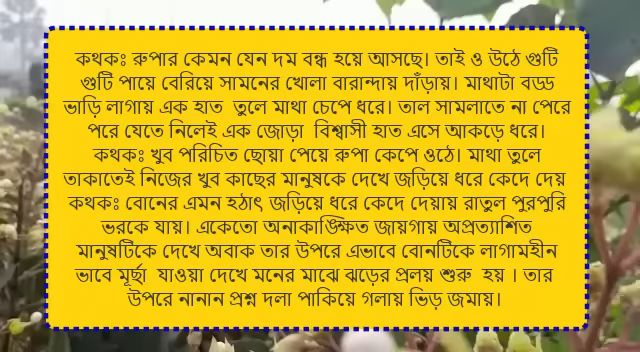 কথকঃ রুপার কেমন যেন দম বন্ধ হয়ে আসছে। তাই ও উঠে গুটি
গুটি পায়ে বেরিয়ে সামনের খোলা বারান্দায় দাঁড়ায়। মাথাটা বড্ড
ভাড়ি লাগায় এক হাত তুলে মাথা চেপে ধরে। তাল সামলাতে না পেরে
পরে যেতে নিলেই এক জোড়া বিশ্বাসী হাত এসে আকড়ে ধরে।
কথকঃ খুব পরিচিত ছোয়া পেয়ে রুপা কেপে ওঠে। মাথা তুলে
তাকাতেই নিজের খুব কাছের মানুষকে দেখে জড়িয়ে ধরে কেদে দেয়
কথকঃ বোনের এমন হঠাৎ জড়িয়ে ধরে কেদে দেয়ায় রাতুল পুরপুরি
ভরকে যায়। একেতো অনাকাঙ্ক্ষিত জায়গায় অপ্রত্যাশিত
মানুষটিকে দেখে অবাক তার উপরে এভাবে বোনটিকে লাগামহীন
ভাবে মূর্ছা যাওয়া দেখে মনের মাঝে ঝড়ের প্রলয় শুরু হয় । তার
উপরে নানান প্রশ্ন দলা পাকিয়ে গলায় ভিড় জমায়।